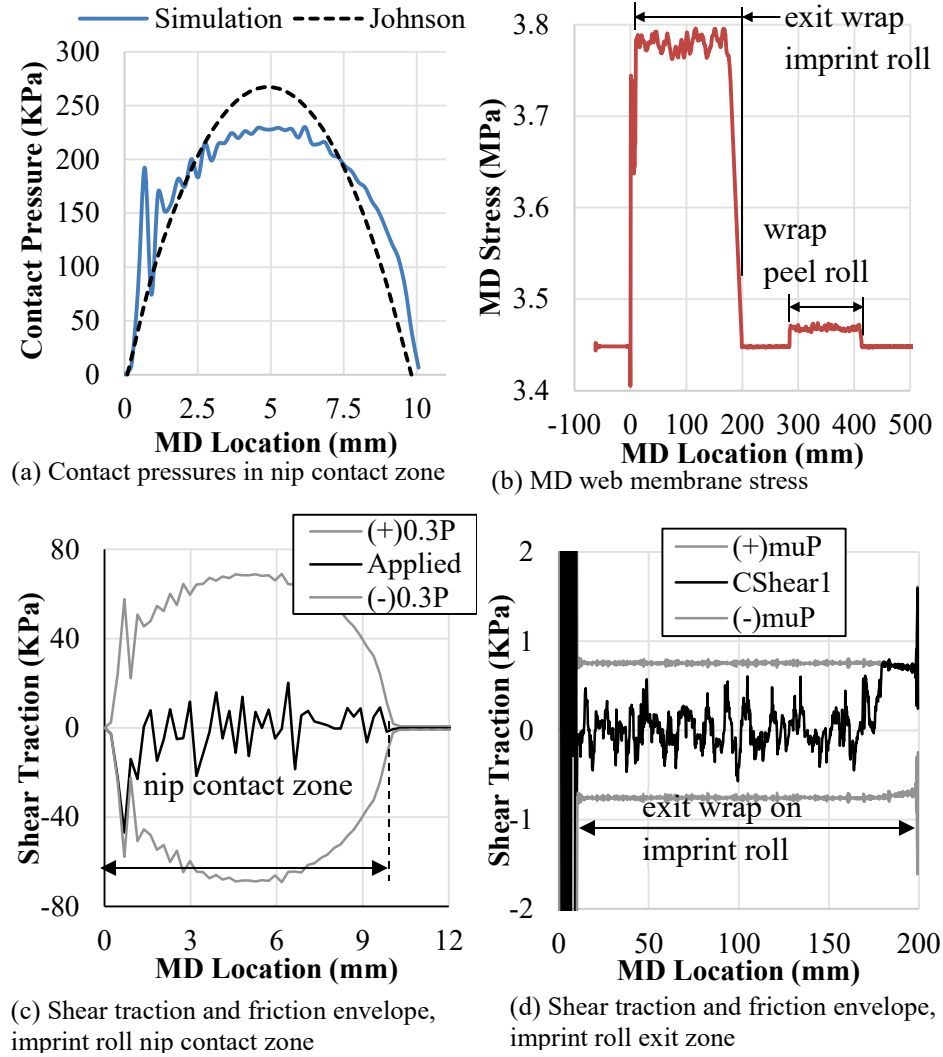 Simulation
Johnson
300
250
200
150
100
50
0
Contact Pressure (KPa)
0
2.5
5
7.5
10
MD Location (mm)
(a) Contact pressures in nip contact zone
3.8
3.7
3.6
3.5
3.4
MD Stress (MPa)
exit wrap
imprint roll
wrap
peel roll
-100
0
100
200
300
400
500
MD Location (mm)
(b) MD web membrane stress
(+)0.3P
Applied
(-)0.3P
80
40
0
-40
-80
Shear Traction (KPa)
nip contact zone
0
3
6
9
12
MD Location (mm)
(c) Shear traction and friction envelope,
imprint roll nip contact zone
(+)muP
CShear1
(-)muP
2
1
0
-1
-2
Shear Traction (KPa)
exit wrap on
imprint roll
0
50
100
150
200
MD Location (mm)
(d) Shear traction and friction envelope,
imprint roll exit zone